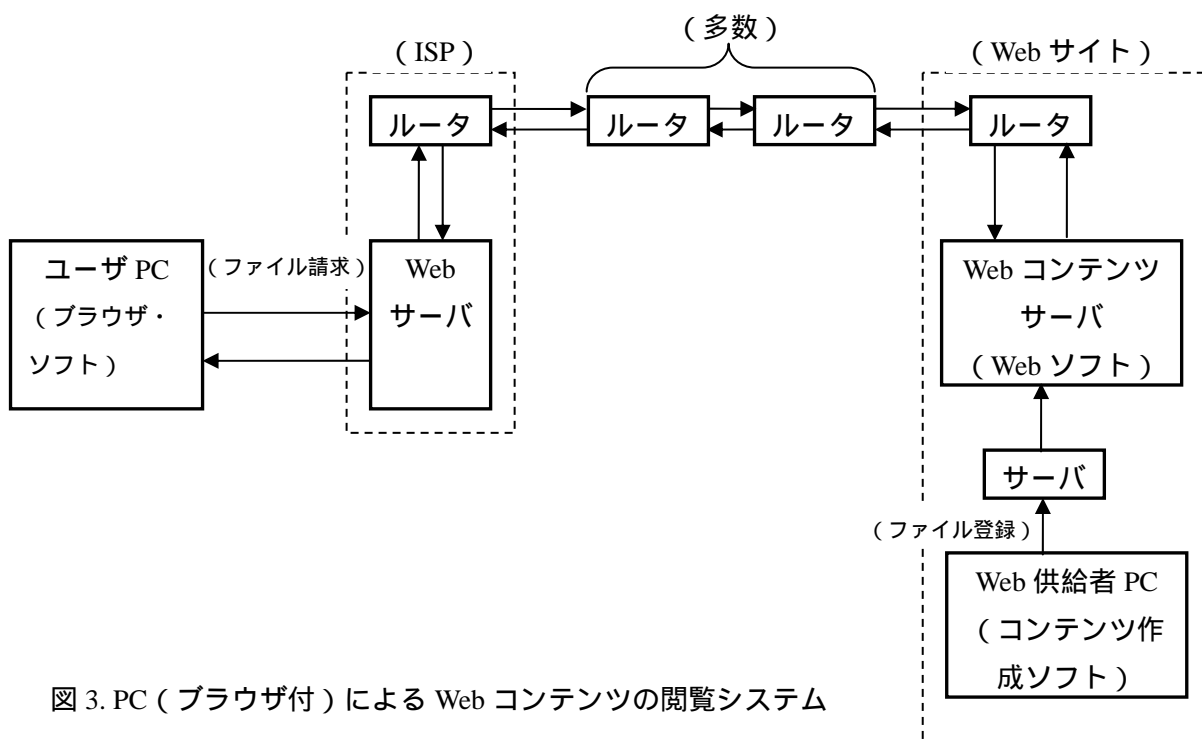 （多数）
（ISP）
（Web サイト）
ルータ
ルータ
ルータ
ルータ
ユーザ PC
（ブラウザ・
ソフト）
（ファイル請求）
Web
サーバ
Web コンテンツ
サーバ
（Web ソフト）
サーバ
（ファイル登録）
Web 供給者 PC
（コンテンツ作
成ソフト）
図 3. PC（ブラウザ付）による Web コンテンツの閲覧システム